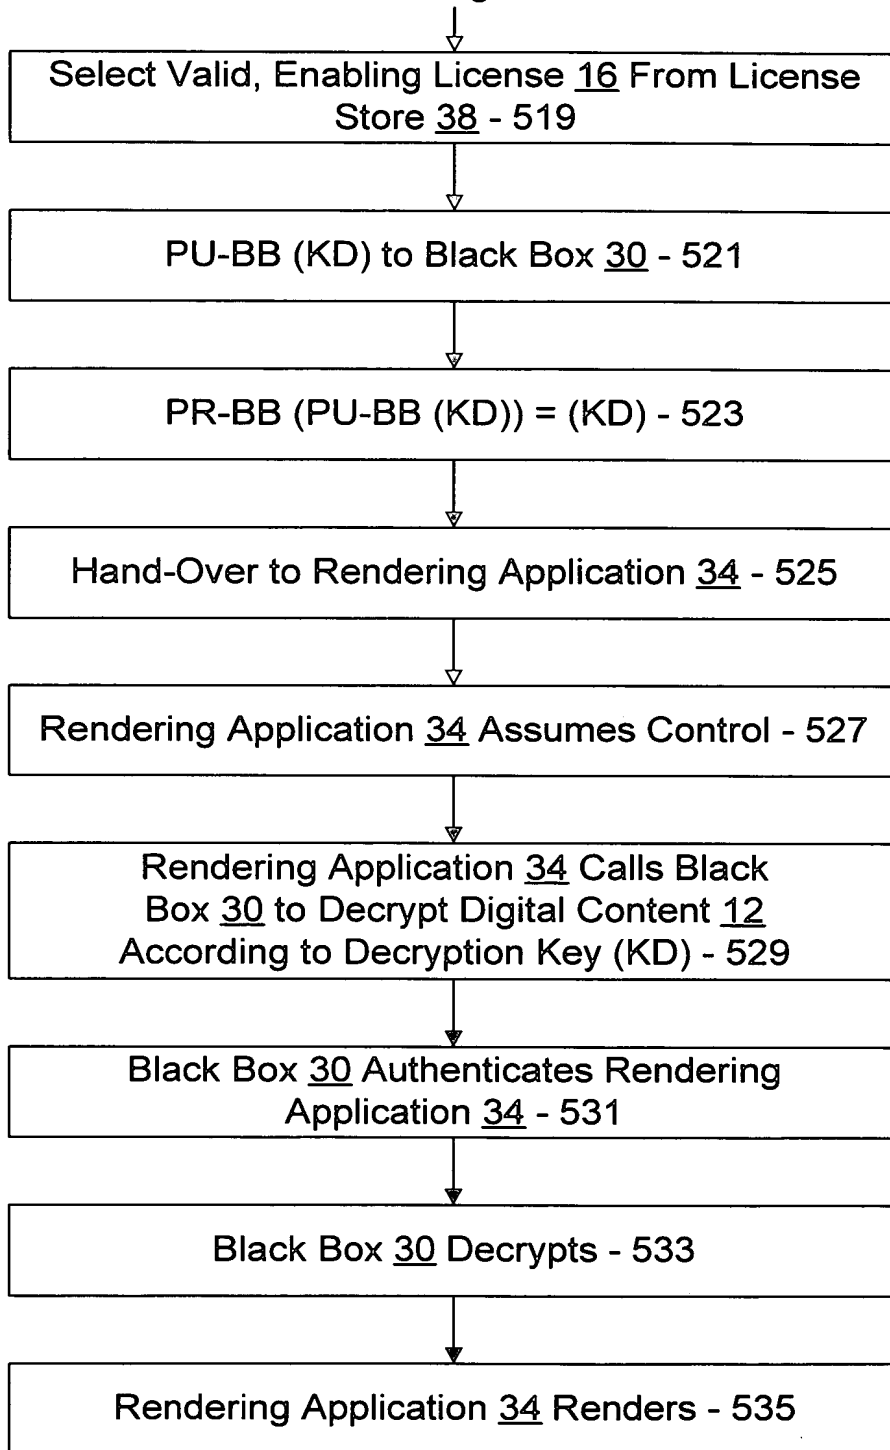 Select Valid, Enabling License 16 From License
Store 38 - 519
PU-BB (KD) to Black Box 30 - 521
PR-BB (PU-BB (KD)) = (KD) - 523
Hand-Over to Rendering Application 34 - 525
Rendering Application 34 Assumes Control - 527
Rendering Application 34 Calls Black
Box 30 to Decrypt Digital Content 12
According to Decryption Key (KD) - 529
Black Box 30 Authenticates Rendering
Application 34 - 531
Black Box 30 Decrypts - 533
Rendering Application 34 Renders - 535